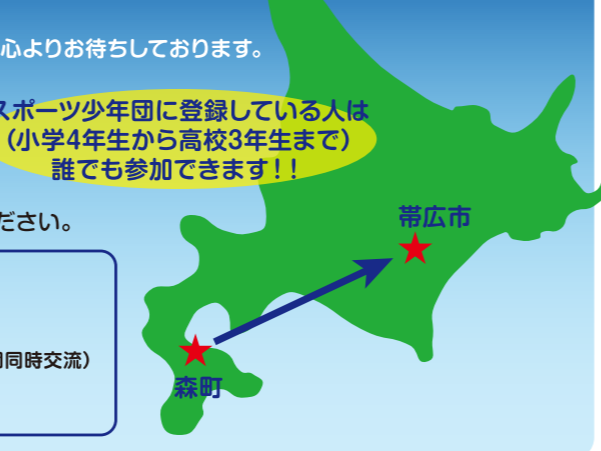 心よりお待ちしております。
スポーツ少年団に登録している人は
(小学4年生から高校3年生まで)
誰でも参加できます!!
ださい。
帯広市
同時交流)
森町